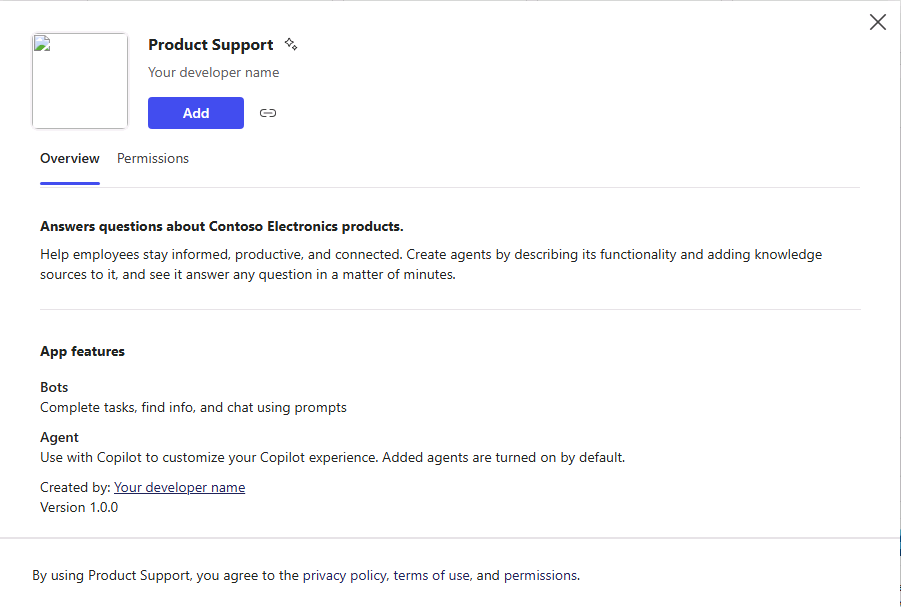 Product Support
Your developer name
Add
Overview Permissions
Answers questions about Contoso Electronics products.
Help employees stay informed, productive, and connected. Create agents by describing its functionality and adding knowledge
sources to it, and see it answer any question in a matter of minutes.
App features
Bots
Complete tasks, find info, and chat using prompts
Agent
Use with Copilot to customize your Copilot experience. Added agents are turned on by default.
Created by: Your developer name
Version 1.0.0
By using Product Support, you agree to the privacy policy, terms of use, and permissions.